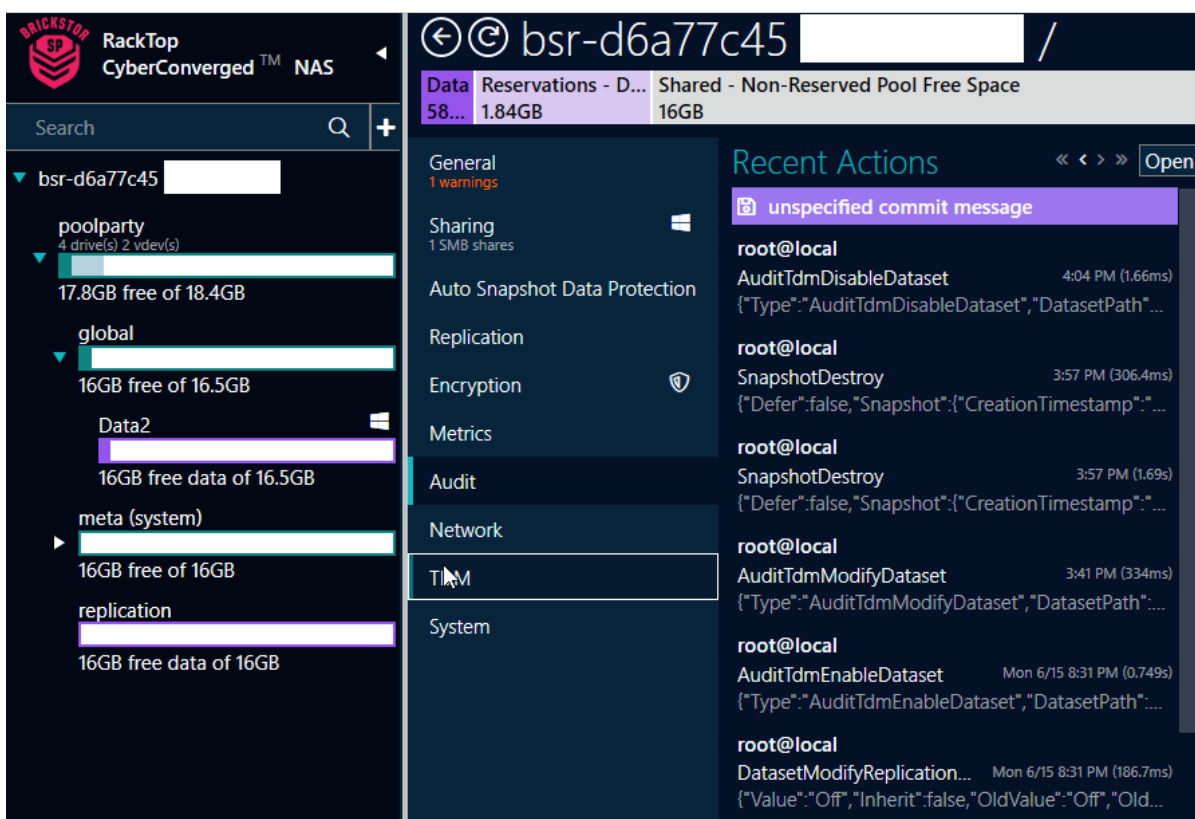 BRICKSTOR
SP
RackTop
CyberConverged TM NAS
Search
bsr-d6a77c45
poolparty
4 drive(s) 2 vdev(s)
17.8GB free of 18.4GB
global
16GB free of 16.5GB
Data2
16GB free data of 16.5GB
meta (system)
16GB free of 16GB
replication
16GB free data of 16GB
bsr-d6a77c45 /
Data Reservations - D... Shared - Non-Reserved Pool Free Space
58... 1.84GB 16GB
General
1 warnings
Sharing
1 SMB shares
Auto Snapshot Data Protection
Replication
Encryption
Metrics
Audit
Network
System
Recent Actions « < > » Open
unspecified commit message
root@local
AuditTdmDisableDataset 4:04 PM (1.66ms)
{"Type":"AuditTdmDisableDataset","DatasetPath"...
root@local
SnapshotDestroy 3:57 PM (306.4ms)
{"Defer":false,"Snapshot":{"CreationTimestamp":"...
root@local
SnapshotDestroy 3:57 PM (1.69s)
{"Defer":false,"Snapshot":{"CreationTimestamp":"...
root@local
AuditTdmModifyDataset 3:41 PM (334ms)
{"Type":"AuditTdmModifyDataset","DatasetPath":...
root@local
AuditTdmEnableDataset Mon 6/15 8:31 PM (0.749s)
{"Type":"AuditTdmEnableDataset","DatasetPath":...
root@local
DatasetModifyReplication... Mon 6/15 8:31 PM (186.7ms)
{"Value":"Off","Inherit":false,"OldValue":"Off","Old...